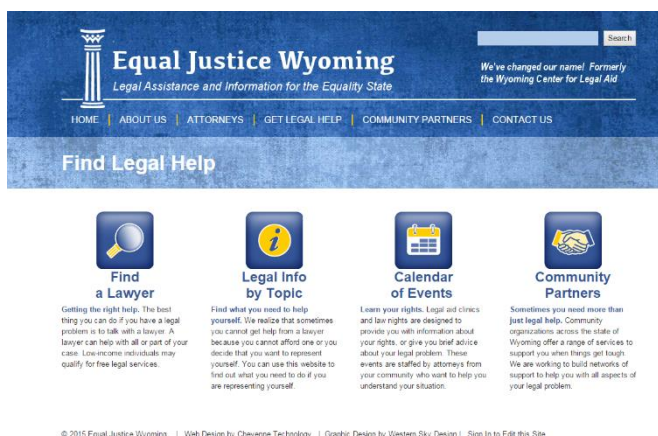 Search
Equal Justice Wyoming
Legal Assistance and Information for the Equality State
We've changed our name! Formerly
the Wyoming Center for Legal Aid
HOME | ABOUT US | ATTORNEYS | GET LEGAL HELP | COMMUNITY PARTNERS | CONTACT US
Find Legal Help
Find
a Lawyer
Getting the right help. The best
thing you can do if you have a legal
problem is to talk with a lawyer. A
lawyer can help with all or part of your
case. Low-income individuals may
qualify for free legal services.
Legal Info
by Topic
Find what you need to help
yourself. We realize that sometimes
you cannot get help from a lawyer
because you cannot afford one or you
decide that you want to represent
yourself. You can use this website to
find out what you need to do if you
are representing yourself.
Calendar
of Events
Learn your rights. Legal aid clinics
and law rights are designed to
provide you with information about
your rights, or give you brief advice
about your legal problem. These
events are staffed by attorneys from
your community who want to help you
understand your situation.
Community
Partners
Sometimes you need more than
just legal help. Community
organizations across the state of
Wyoming offer a range of services to
support you when things get tough.
We are working to build networks of
support to help you with all aspects of
your legal problem.
© 2015 Equal Justice Wyoming | Web Design by Cheyenne Technology | Graphic Design by Western Sky Design | Sign In to Edit this Site